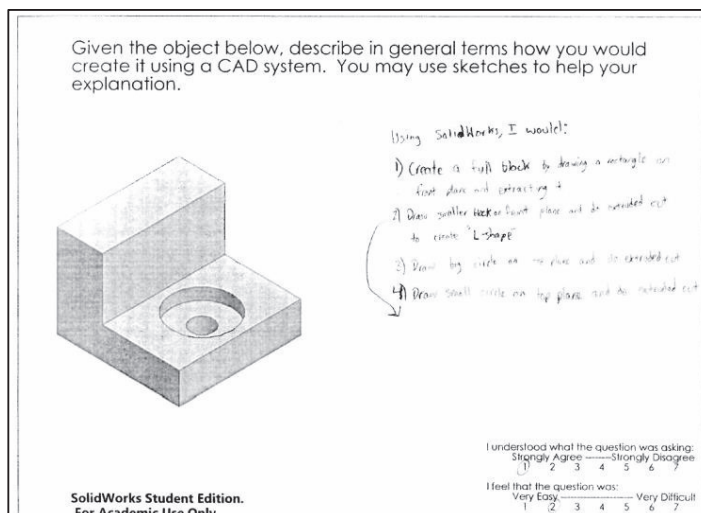 Given the object below, describe in general terms how you would
create it using a CAD system. You may use sketches to help your
explanation.
Using SolidWorks, I would:
1) Create a full block by drawing a rectangle on
front plane and extracting it
2) Draw smaller block on front plane and do extended cut
to create "L-shape"
3) Draw big circle on top plane and do extended cut
4) Draw small circle on top plane and do extended cut
I understood what the question was asking:
Strongly Agree -------Strongly Disagree
1 2 3 4 5 6 7
I feel that the question was:
Very Easy------------------- Very Difficult
1 2 3 4 5 6 7
SolidWorks Student Edition.
For Academic Use Only.